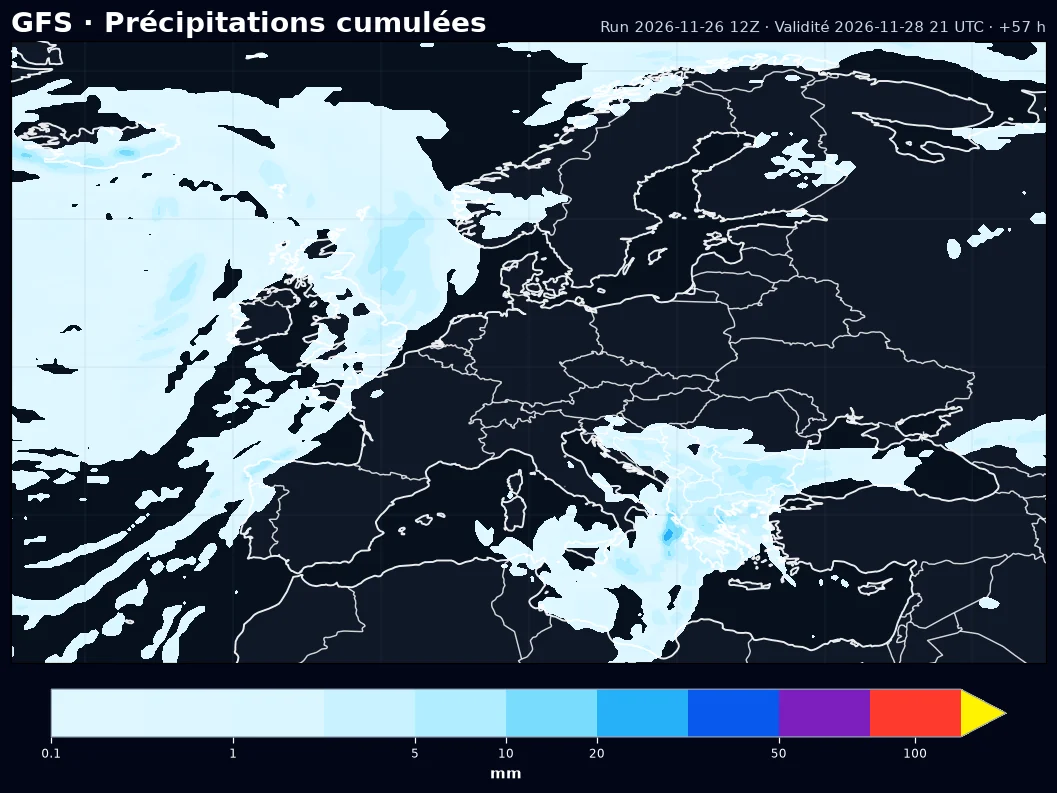 GFS · Précipitations cumulées
Run 2026-11-26 12Z · Validité 2026-11-28 21 UTC · +57 h
0.1 1 5 10 20 50 100
mm